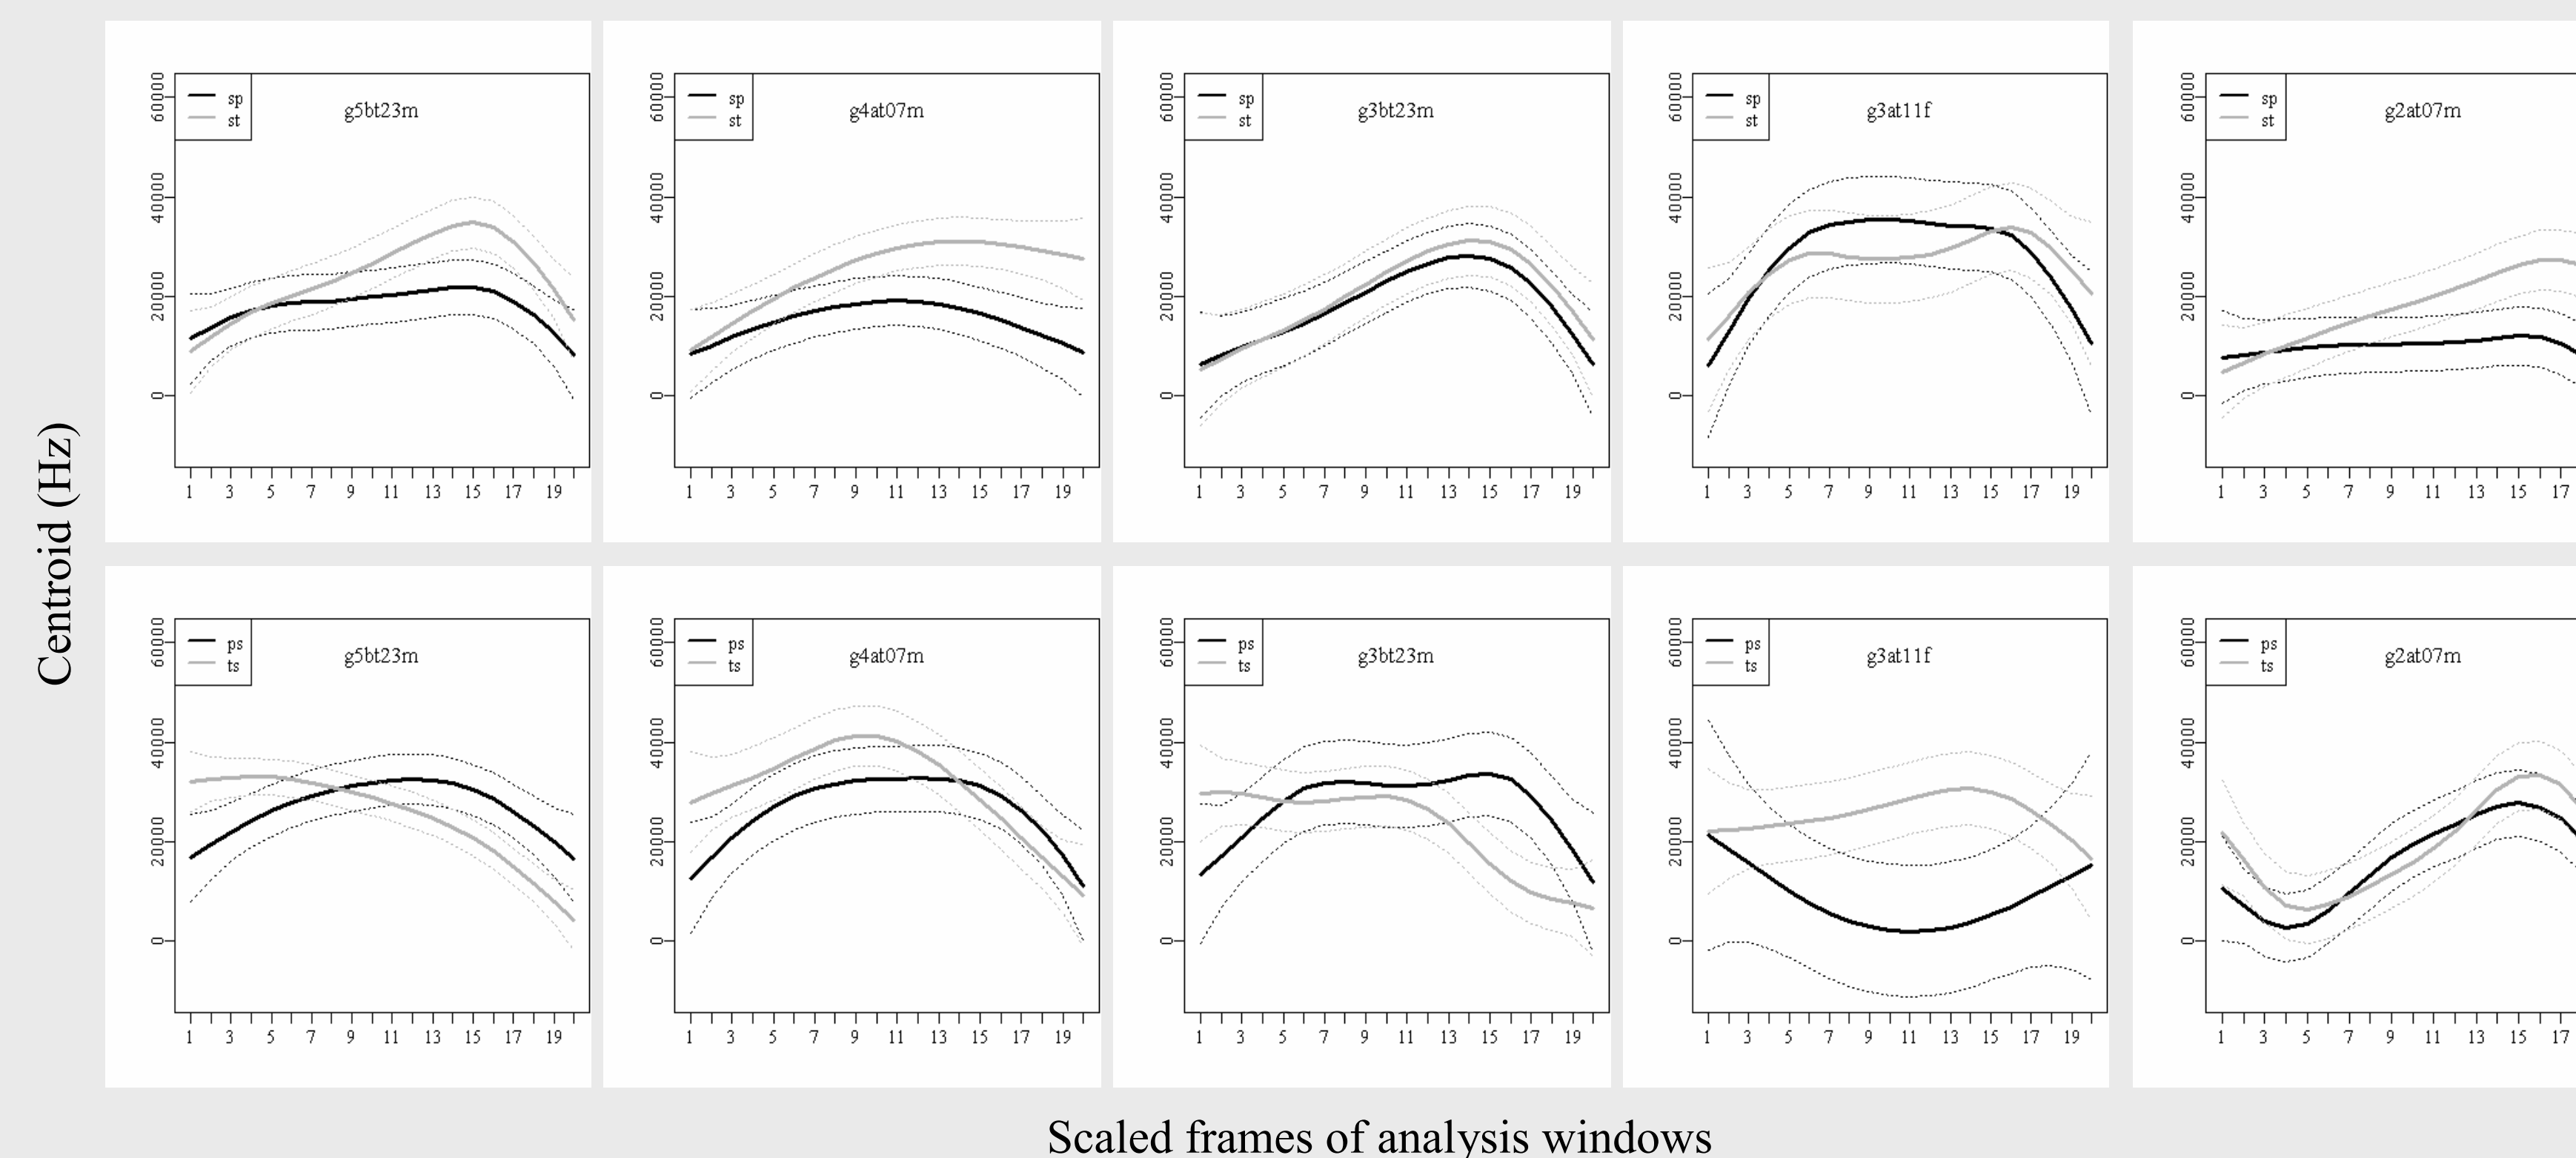 Centroid (Hz)
sp
st
g5bt23m
0 20000 40000 60000
1 3 5 7 9 11 13 15 17 19
sp
st
g4at07m
0 20000 40000 60000
1 3 5 7 9 11 13 15 17 19
sp
st
g3bt23m
0 20000 40000 60000
1 3 5 7 9 11 13 15 17 19
sp
st
g3at11f
0 20000 40000 60000
1 3 5 7 9 11 13 15 17 19
sp
st
g2at07m
0 20000 40000 60000
1 3 5 7 9 11 13 15 17
ps
ts
g5bt23m
0 20000 40000 60000
1 3 5 7 9 11 13 15 17 19
ps
ts
g4at07m
0 20000 40000 60000
1 3 5 7 9 11 13 15 17 19
ps
ts
g3bt23m
0 20000 40000 60000
1 3 5 7 9 11 13 15 17 19
ps
ts
g3at11f
0 20000 40000 60000
1 3 5 7 9 11 13 15 17 19
ps
ts
g2at07m
0 20000 40000 60000
1 3 5 7 9 11 13 15 17
Scaled frames of analysis windows